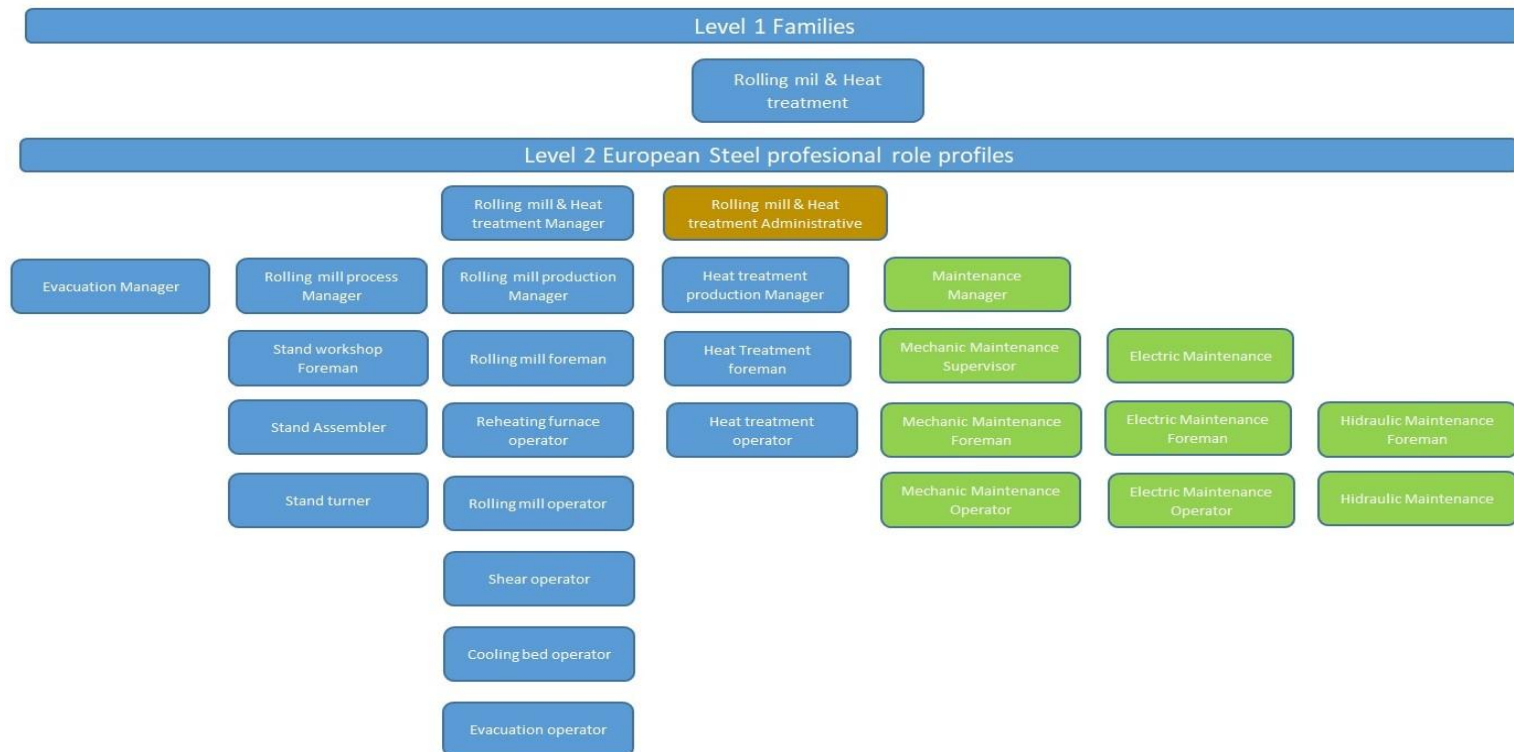 Level 1 Families
Rolling mil & Heat
treatment
Level 2 European Steel profesional role profiles
Rolling mill & Heat
treatment Manager
Rolling mill & Heat
treatment Administrative
Evacuation Manager
Rolling mill process
Manager
Rolling mill production
Manager
Heat treatment
production Manager
Maintenance
Manager
Stand workshop
Foreman
Rolling mill foreman
Heat Treatment
foreman
Mechanic Maintenance
Supervisor
Electric Maintenance
Stand Assembler
Reheating furnace
operator
Heat treatment
operator
Mechanic Maintenance
Foreman
Electric Maintenance
Foreman
Hidraulic Maintenance
Foreman
Stand turner
Rolling mill operator
Mechanic Maintenance
Operator
Electric Maintenance
Operator
Hidraulic Maintenance
Shear operator
Cooling bed operator
Evacuation operator